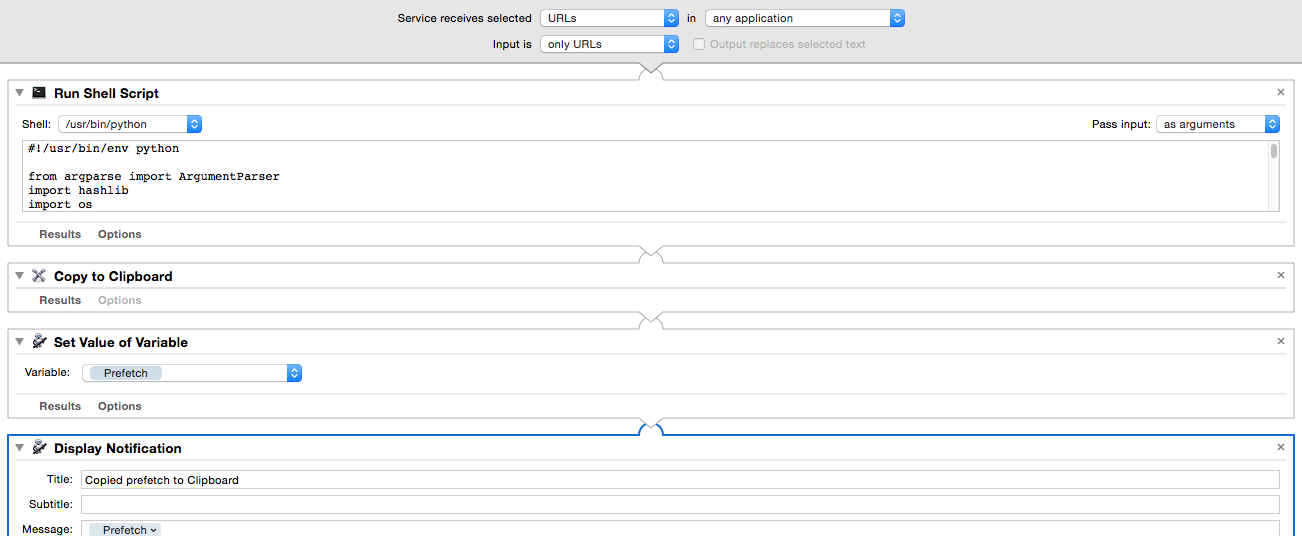 Service receives selected URLs in any application
Input is only URLs Output replaces selected text
Run Shell Script
Shell: /usr/bin/python Pass input: as arguments
#!/usr/bin/env python
from argparse import ArgumentParser
import hashlib
import os
Results Options
Copy to Clipboard
Results Options
Set Value of Variable
Variable: Prefetch
Results Options
Display Notification
Title: Copied prefetch to Clipboard
Subtitle:
Message: Prefetch